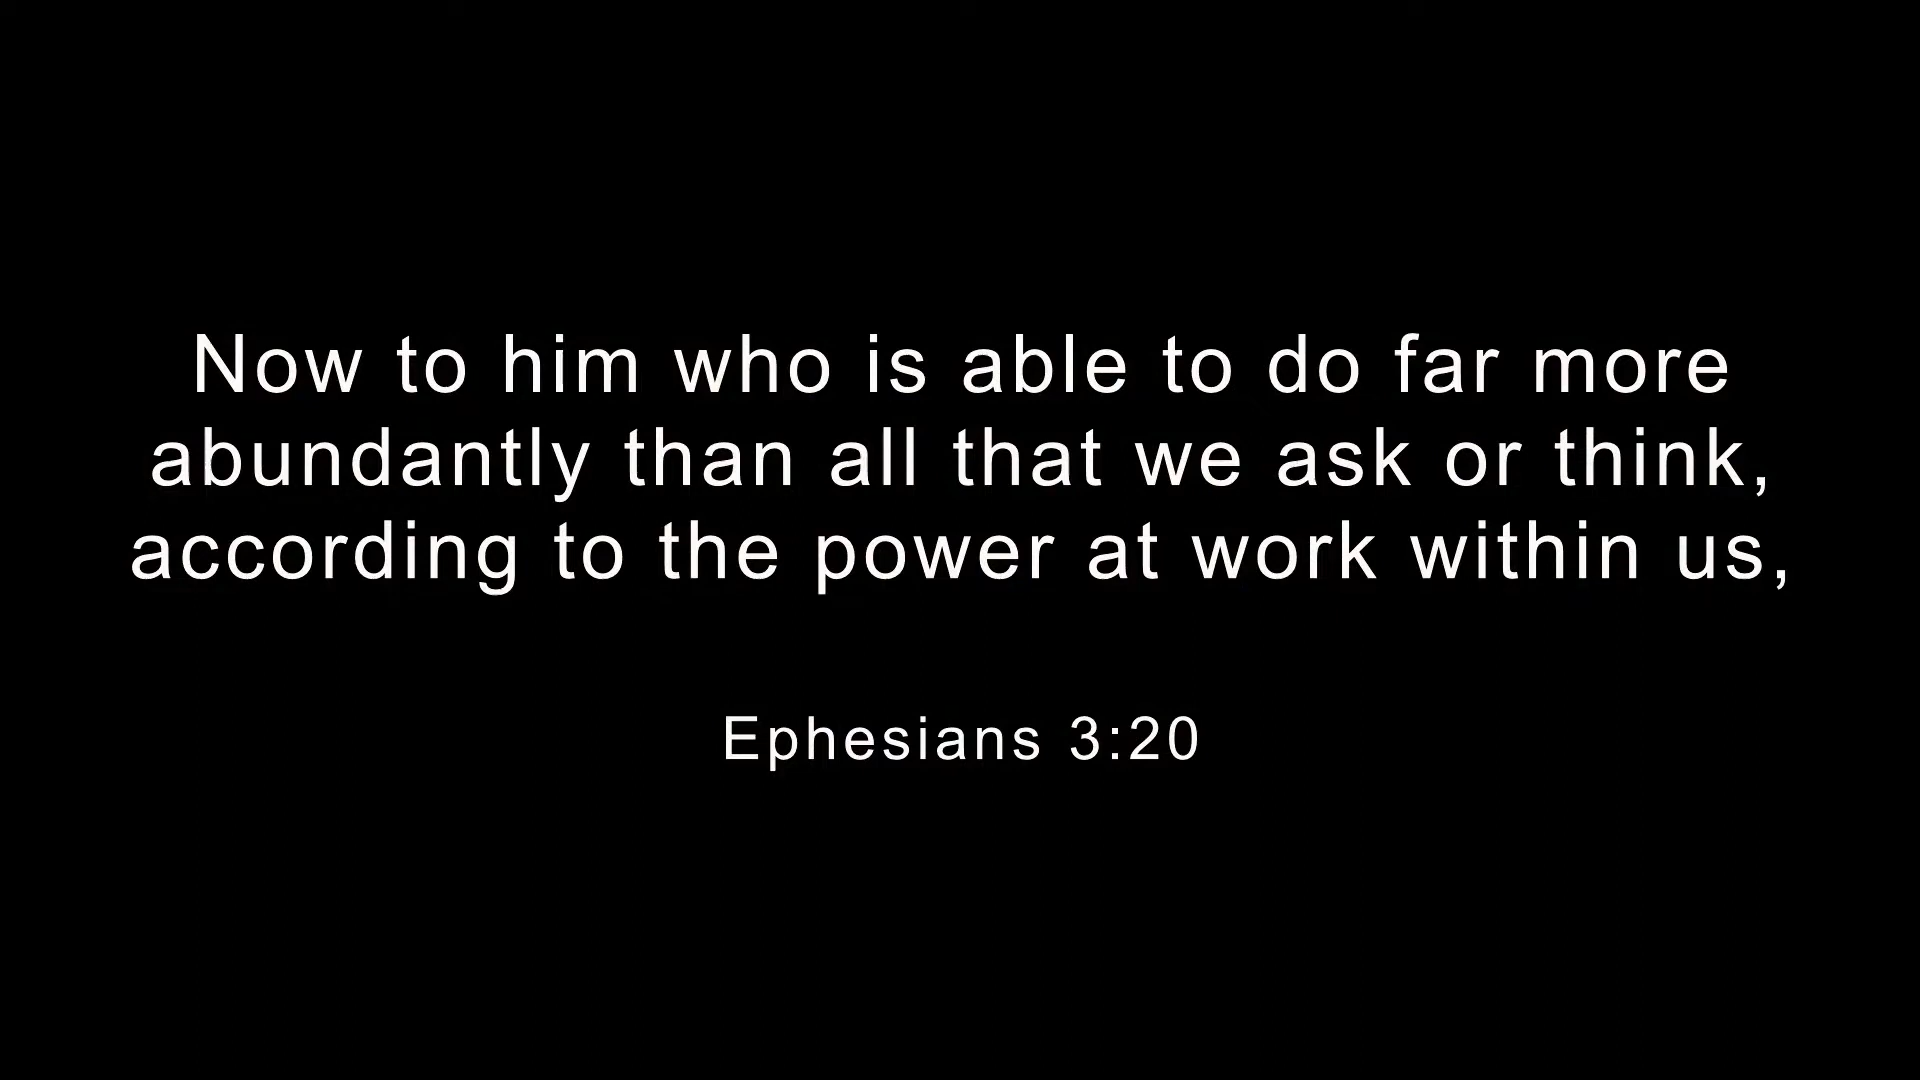 Now to him who is able to do far more
abundantly than all that we ask or think,
according to the power at work within us,
Ephesians 3:20